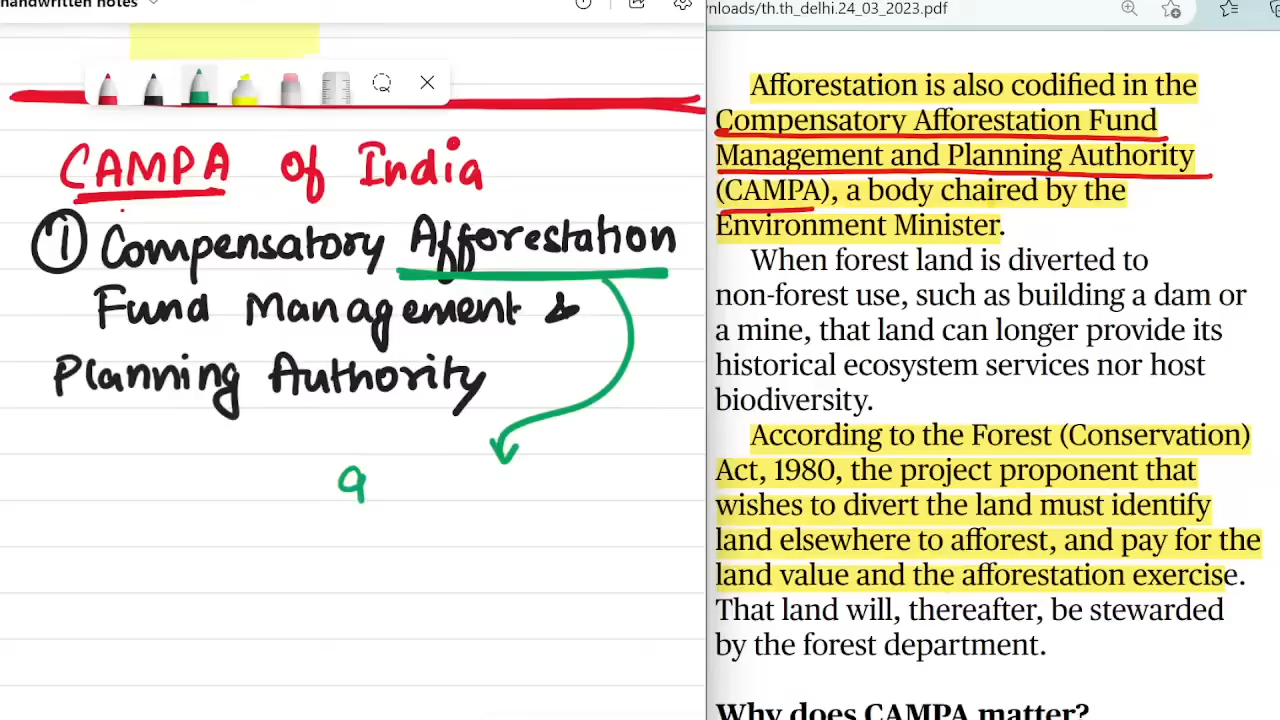 handwritten notes
CAMPA of India
① Compensatory Afforestation
Fund Management &
Planning Authority
a
nloads/th.th_delhi.24_03_2023.pdf
Afforestation is also codified in the
Compensatory Afforestation Fund
Management and Planning Authority
(CAMPA), a body chaired by the
Environment Minister.
When forest land is diverted to
non-forest use, such as building a dam or
a mine, that land can longer provide its
historical ecosystem services nor host
biodiversity.
According to the Forest (Conservation)
Act, 1980, the project proponent that
wishes to divert the land must identify
land elsewhere to afforest, and pay for the
land value and the afforestation exercise.
That land will, thereafter, be stewarded
by the forest department.
Why does CAMPA matter?